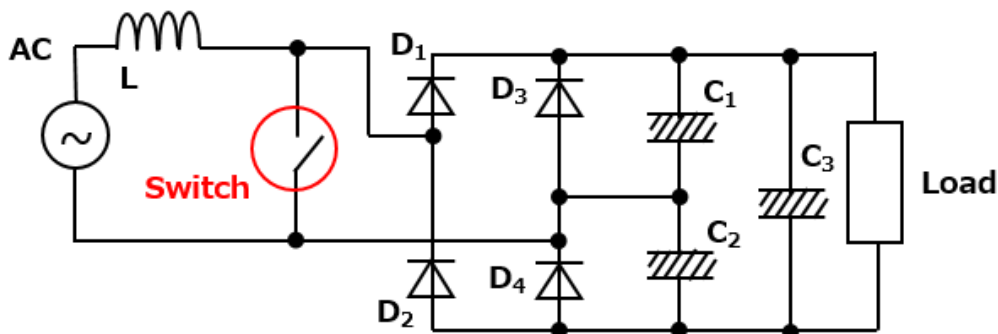 AC
L
Switch
D₁
D₃
C₁
C₃
Load
C₂
D₂
D₄